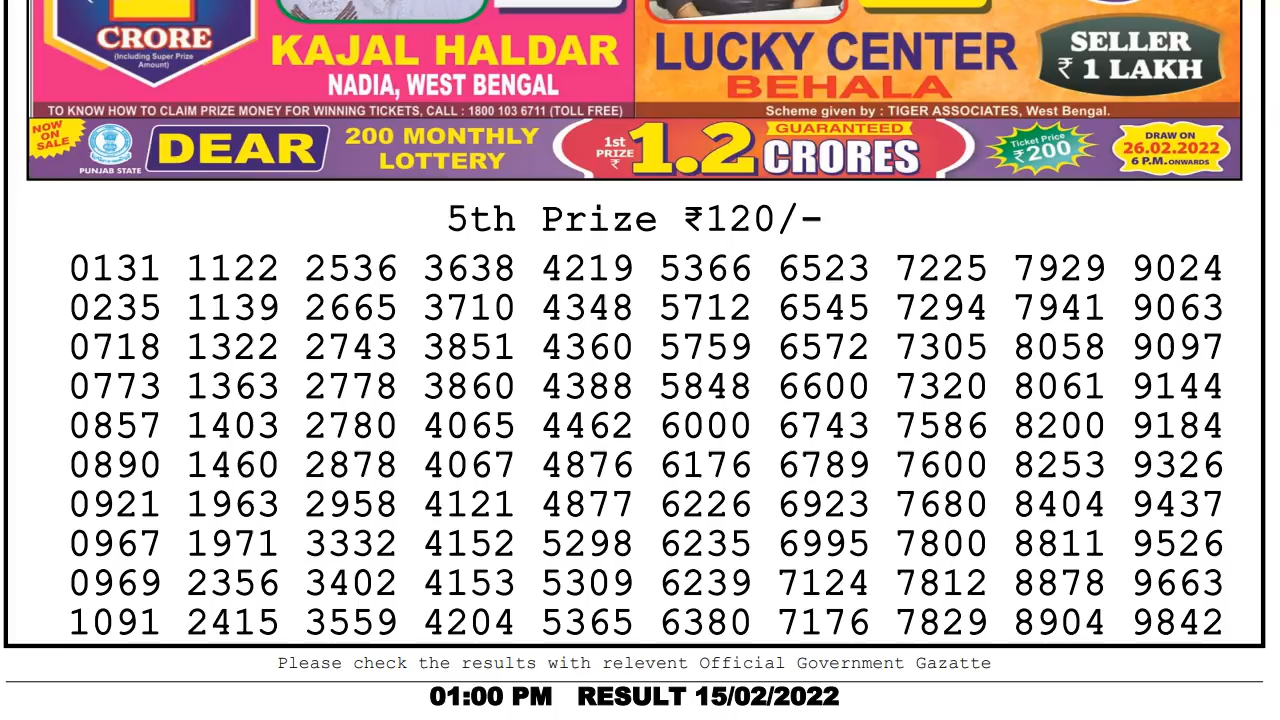 CRORE
(Including Super Prize
Amount)
KAJAL HALDAR
NADIA, WEST BENGAL
LUCKY CENTER
BEHALA
SELLER
₹ 1 LAKH
TO KNOW HOW TO CLAIM PRIZE MONEY FOR WINNING TICKETS, CALL : 1800 103 6711 (TOLL FREE)
Scheme given by : TIGER ASSOCIATES, West Bengal.
NOW
ON
SALE
PUNJAB STATE
DEAR
200 MONTHLY
LOTTERY
1st
PRIZE
₹
1.2
GUARANTEED
CRORES
Ticket Price
₹200
DRAW ON
26.02.2022
6 P.M. ONWARDS
5th Prize ₹120/-
0131 1122 2536 3638 4219 5366 6523 7225 7929 9024
0235 1139 2665 3710 4348 5712 6545 7294 7941 9063
0718 1322 2743 3851 4360 5759 6572 7305 8058 9097
0773 1363 2778 3860 4388 5848 6600 7320 8061 9144
0857 1403 2780 4065 4462 6000 6743 7586 8200 9184
0890 1460 2878 4067 4876 6176 6789 7600 8253 9326
0921 1963 2958 4121 4877 6226 6923 7680 8404 9437
0967 1971 3332 4152 5298 6235 6995 7800 8811 9526
0969 2356 3402 4153 5309 6239 7124 7812 8878 9663
1091 2415 3559 4204 5365 6380 7176 7829 8904 9842
Please check the results with relevent Official Government Gazatte
01:00 PM RESULT 15/02/2022